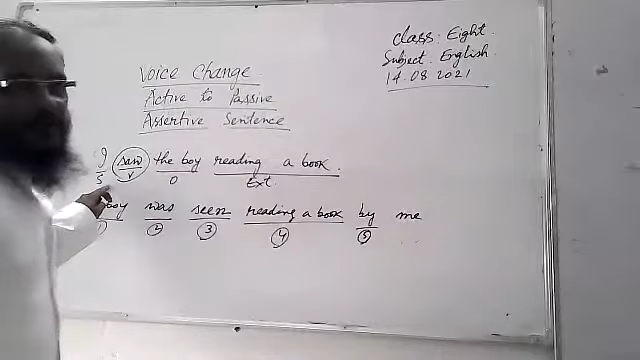 Voice Change
Active to Passive
Assertive Sentence
class: Eight.
Subject. English.
14.08 2021
I saw the boy reading a book.
S V O Ext.
boy was seen reading a book by me
1 2 3 4 5